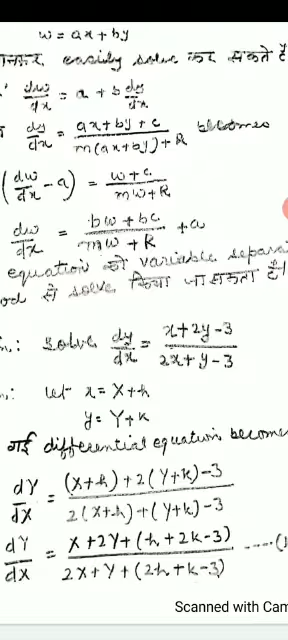 w = ax + by
easily solve कर सकते है
dw/dx = a + b dy/dx
dy/dx = (ax + by + c)/(m(ax + by) + k) becomes
(dw/dx - a) = (w + c)/(mw + k)
dw/dx = (bw + bc)/(mw + k) + a
equation को variable separa
से solve किया जा सकता है।
: solve dy/dx = (x + 2y - 3)/(2x + y - 3)
: let x = X + h
y = Y + k
गई differential equation becomes
dY/dX = ((X + h) + 2(Y + k) - 3)/(2(X + h) + (Y + k) - 3)
dY/dX = (X + 2Y + (h + 2k - 3))/(2X + Y + (2h + k - 3)) ----(1
Scanned with Cam